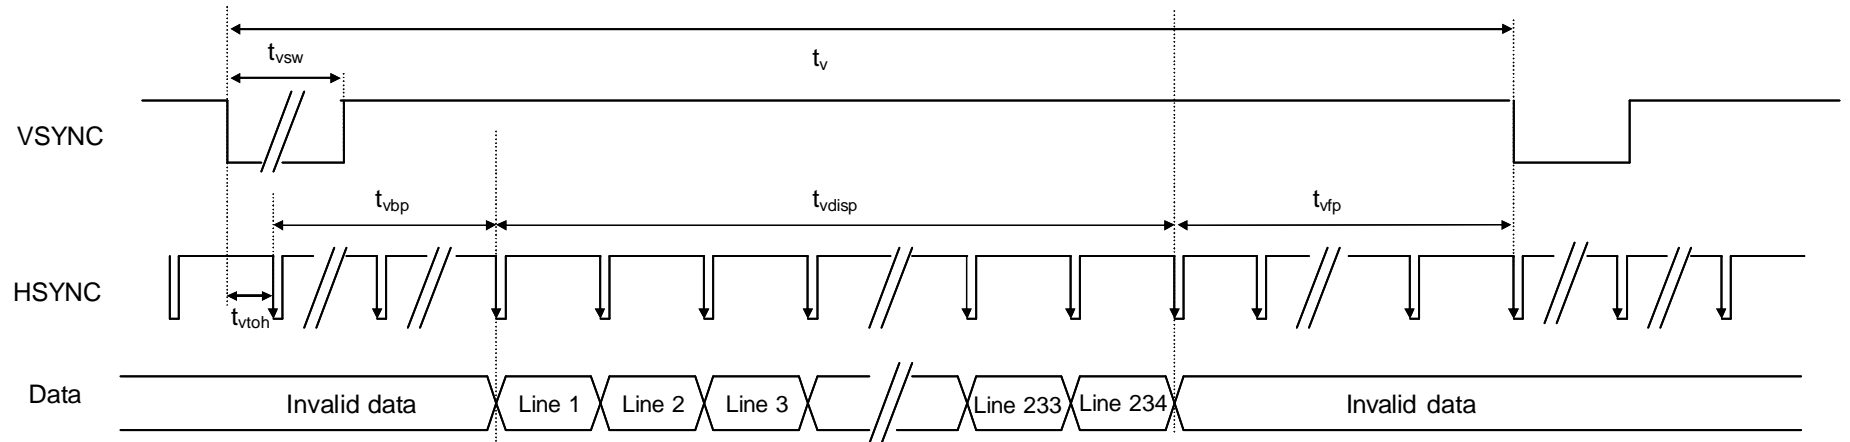 tvsw
tv
VSYNC
tvbp
tvdisp
tvfp
HSYNC
tvtoh
Data
Invalid data
Line 1
Line 2
Line 3
Line 233
Line 234
Invalid data